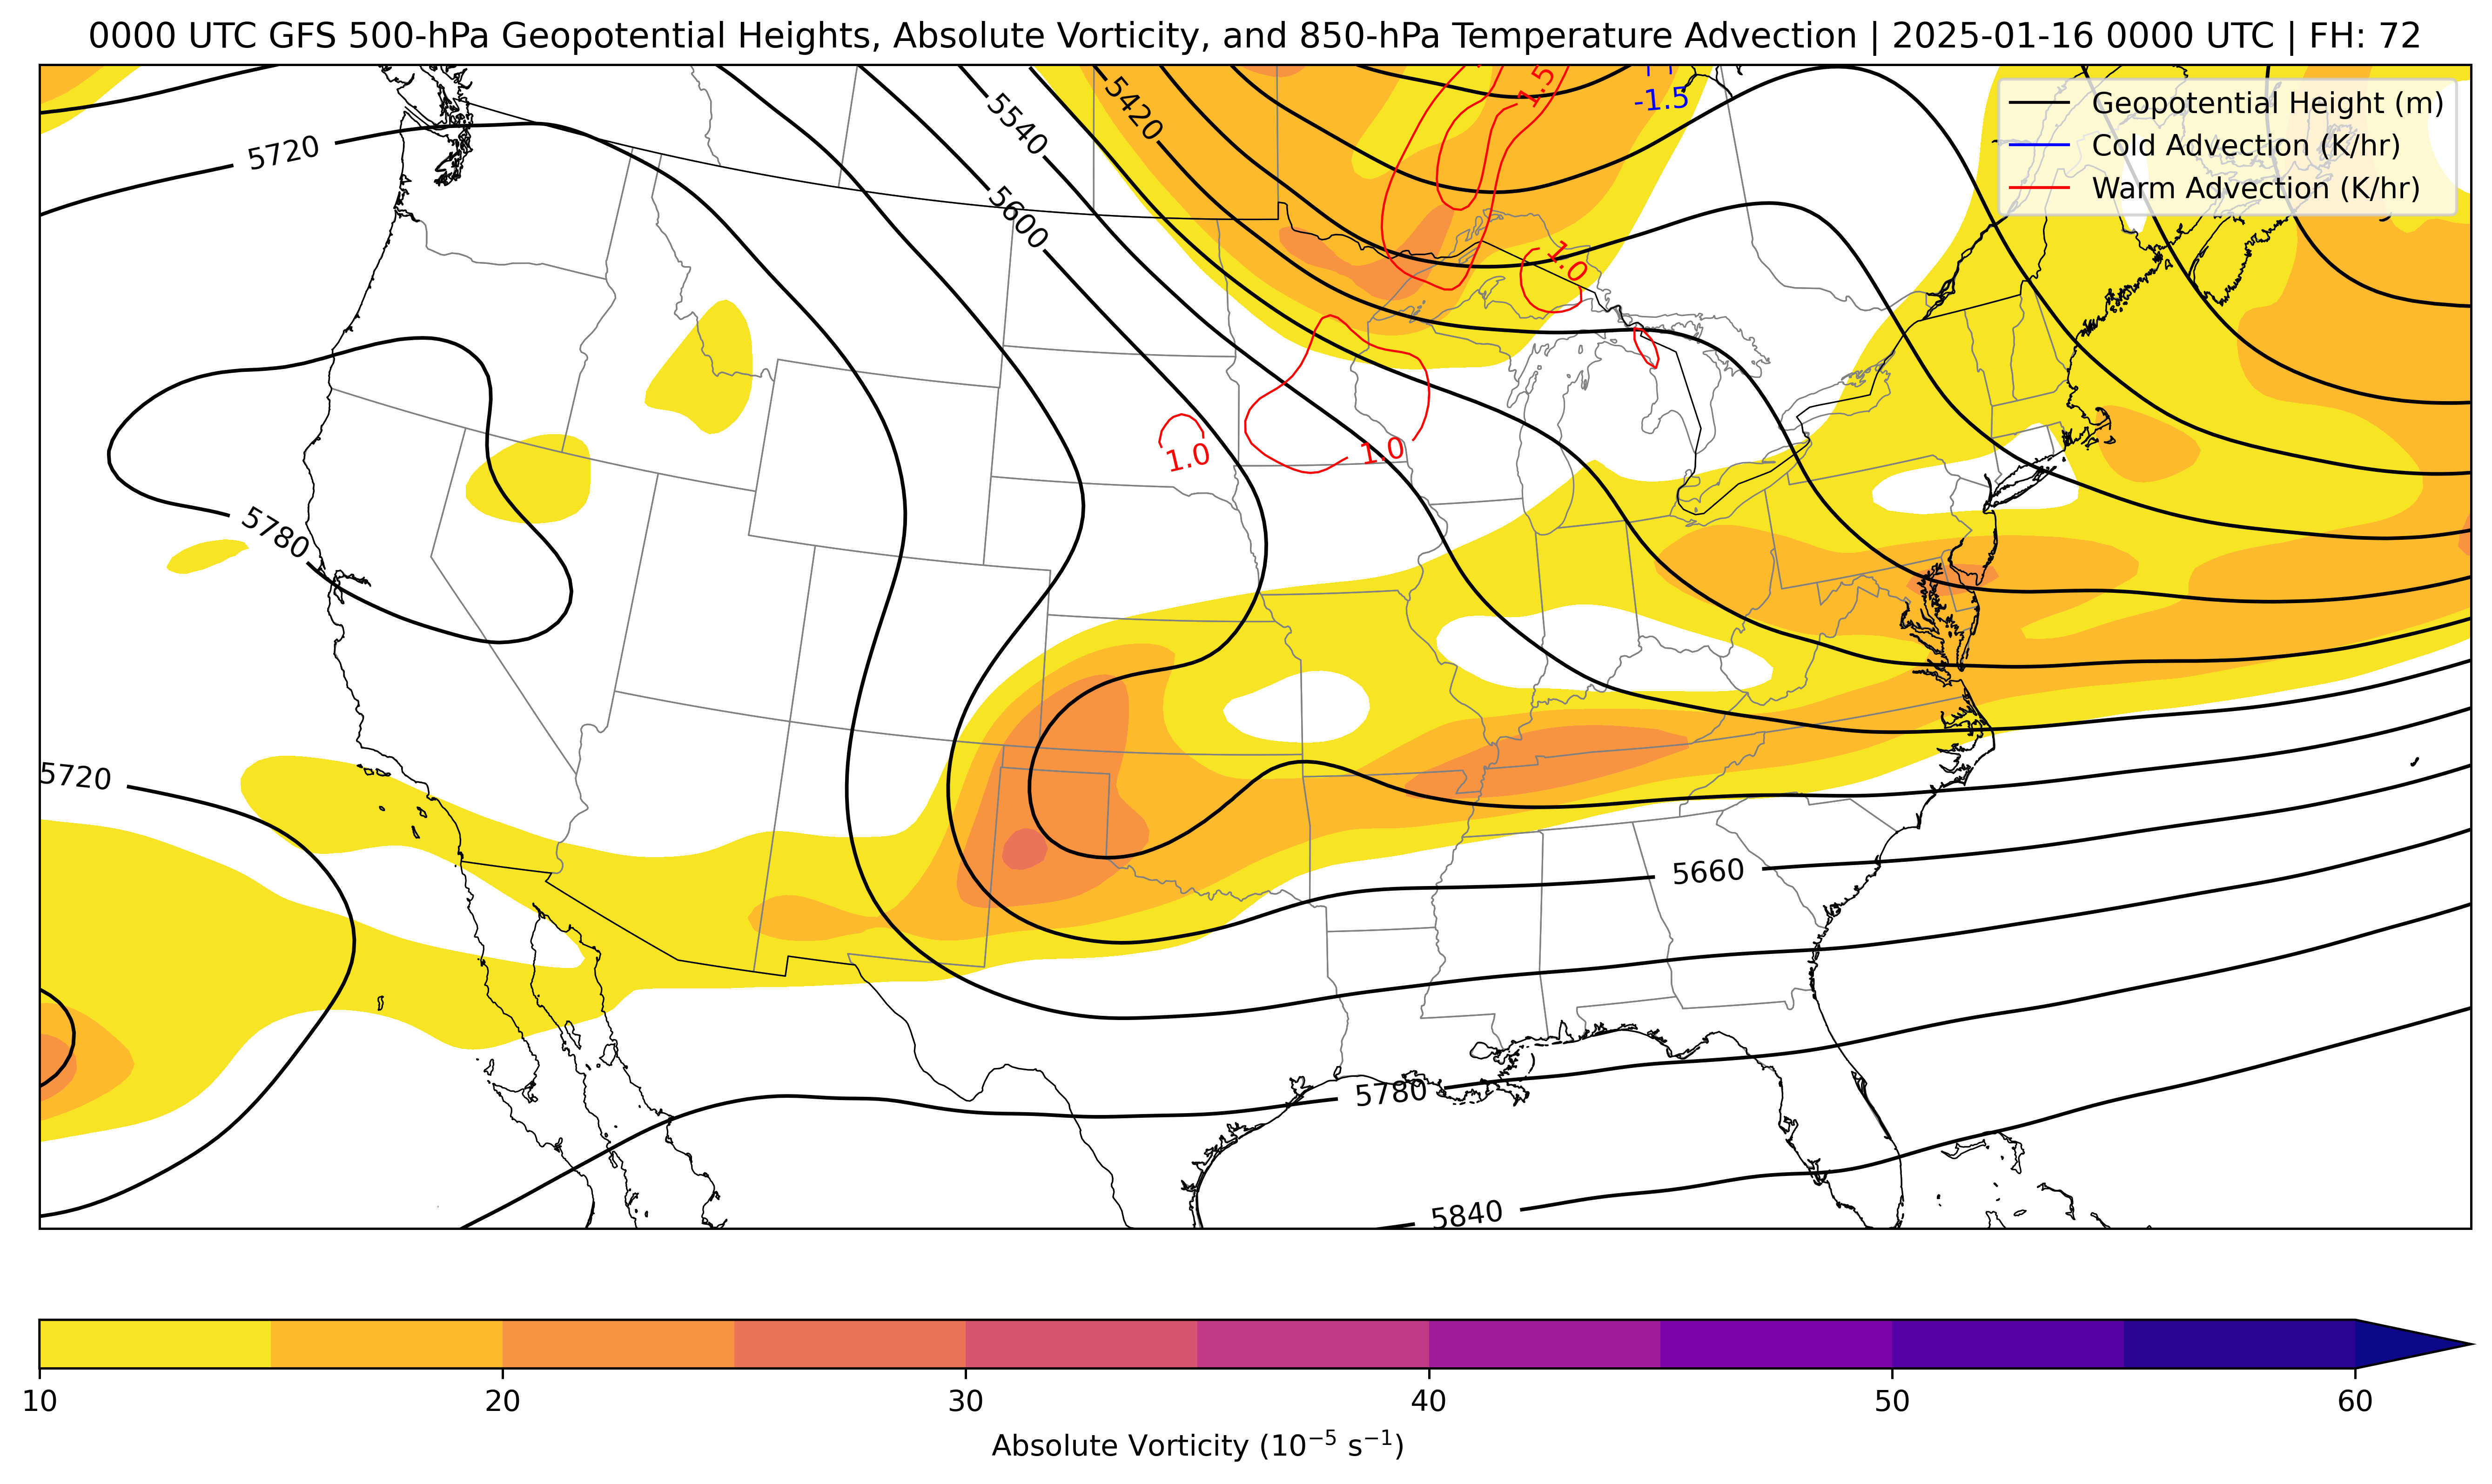 0000 UTC GFS 500-hPa Geopotential Heights, Absolute Vorticity, and 850-hPa Temperature Advection | 2025-01-16 0000 UTC | FH: 72
Geopotential Height (m)
Cold Advection (K/hr)
Warm Advection (K/hr)
-1.5
1.5
5420
5540
5720
5600
1.0
1.0
1.0
5780
5720
5660
5780
5840
10 20 30 40 50 60
Absolute Vorticity (10⁻⁵ s⁻¹)